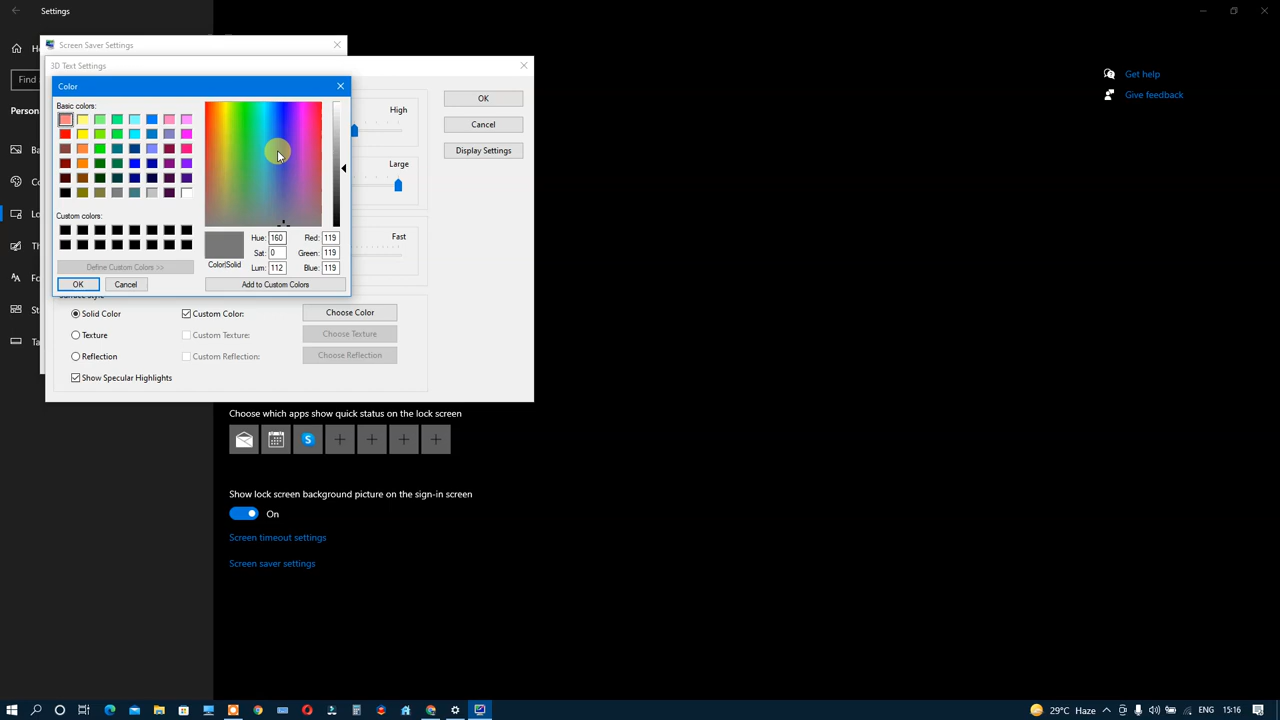 Settings
Screen Saver Settings
3D Text Settings
Color
Basic colors:
Custom colors:
Define Custom Colors >>
OK
Cancel
Hue: 160
Sat: 0
Lum: 112
Red: 119
Green: 119
Blue: 119
Color|Solid
Add to Custom Colors
High
Large
Fast
OK
Cancel
Display Settings
Solid Color
Texture
Reflection
Show Specular Highlights
Custom Color:
Custom Texture:
Custom Reflection:
Choose Color
Choose Texture
Choose Reflection
Find
Person
Get help
Give feedback
Choose which apps show quick status on the lock screen
Show lock screen background picture on the sign-in screen
On
Screen timeout settings
Screen saver settings
29°C Haze
ENG
15:16